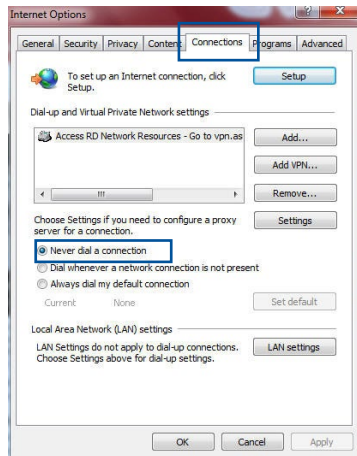 Internet Options
General Security Privacy Content Connections Programs Advanced
To set up an Internet connection, click
Setup.
Setup
Dial-up and Virtual Private Network settings
Access RD Network Resources - Go to vpn.as
Add...
Add VPN...
Remove...
Choose Settings if you need to configure a proxy
server for a connection.
Settings
Never dial a connection
Dial whenever a network connection is not present
Always dial my default connection
Current None
Set default
Local Area Network (LAN) settings
LAN Settings do not apply to dial-up connections.
Choose Settings above for dial-up settings.
LAN settings
OK Cancel Apply